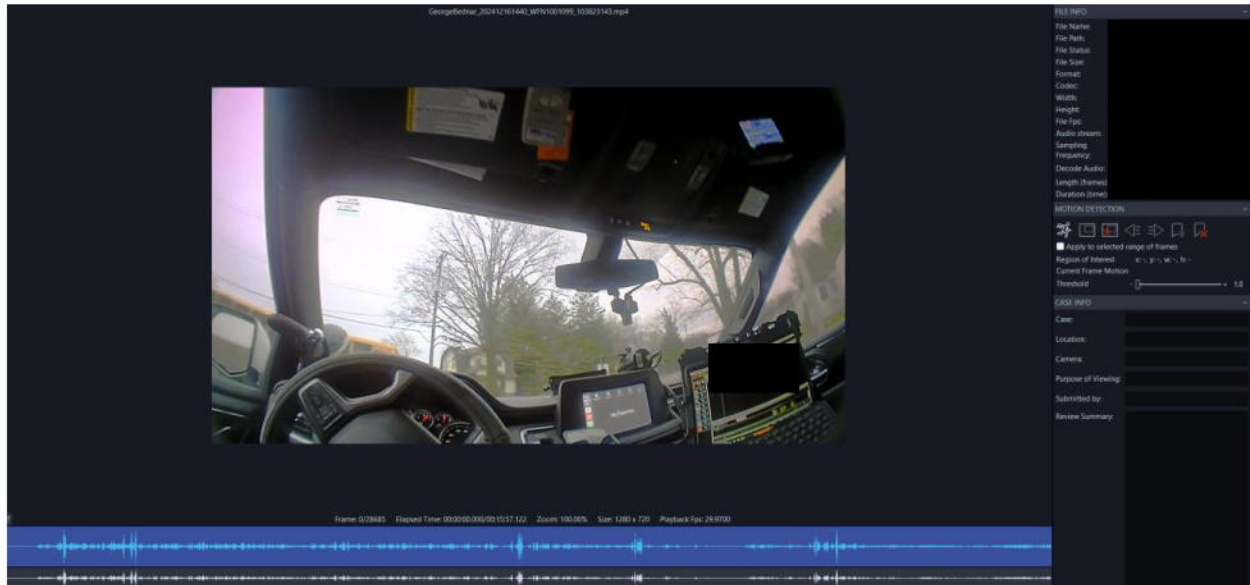 GeorgeBednar_202412161440_WFN1001099_103823143.mp4
FILE INFO
File Name:
File Path:
File Status:
File Size:
Format:
Codec:
Width:
Height:
File Fps:
Audio stream:
Sampling
Frequency:
Decode Audio:
Length (frames)
Duration (time)
MOTION DETECTION
Apply to selected range of frames
Region of Interest x: -, y: -, w: -, h: -
Current Frame Motion
Threshold - + 1.0
CASE INFO
Case:
Location:
Camera:
Purpose of Viewing:
Submitted by:
Review Summary:
Frame: 0/28685 Elapsed Time: 00:00:00.000/00:15:57.122 Zoom: 100.00% Size: 1280 x 720 Playback Fps: 29.9700